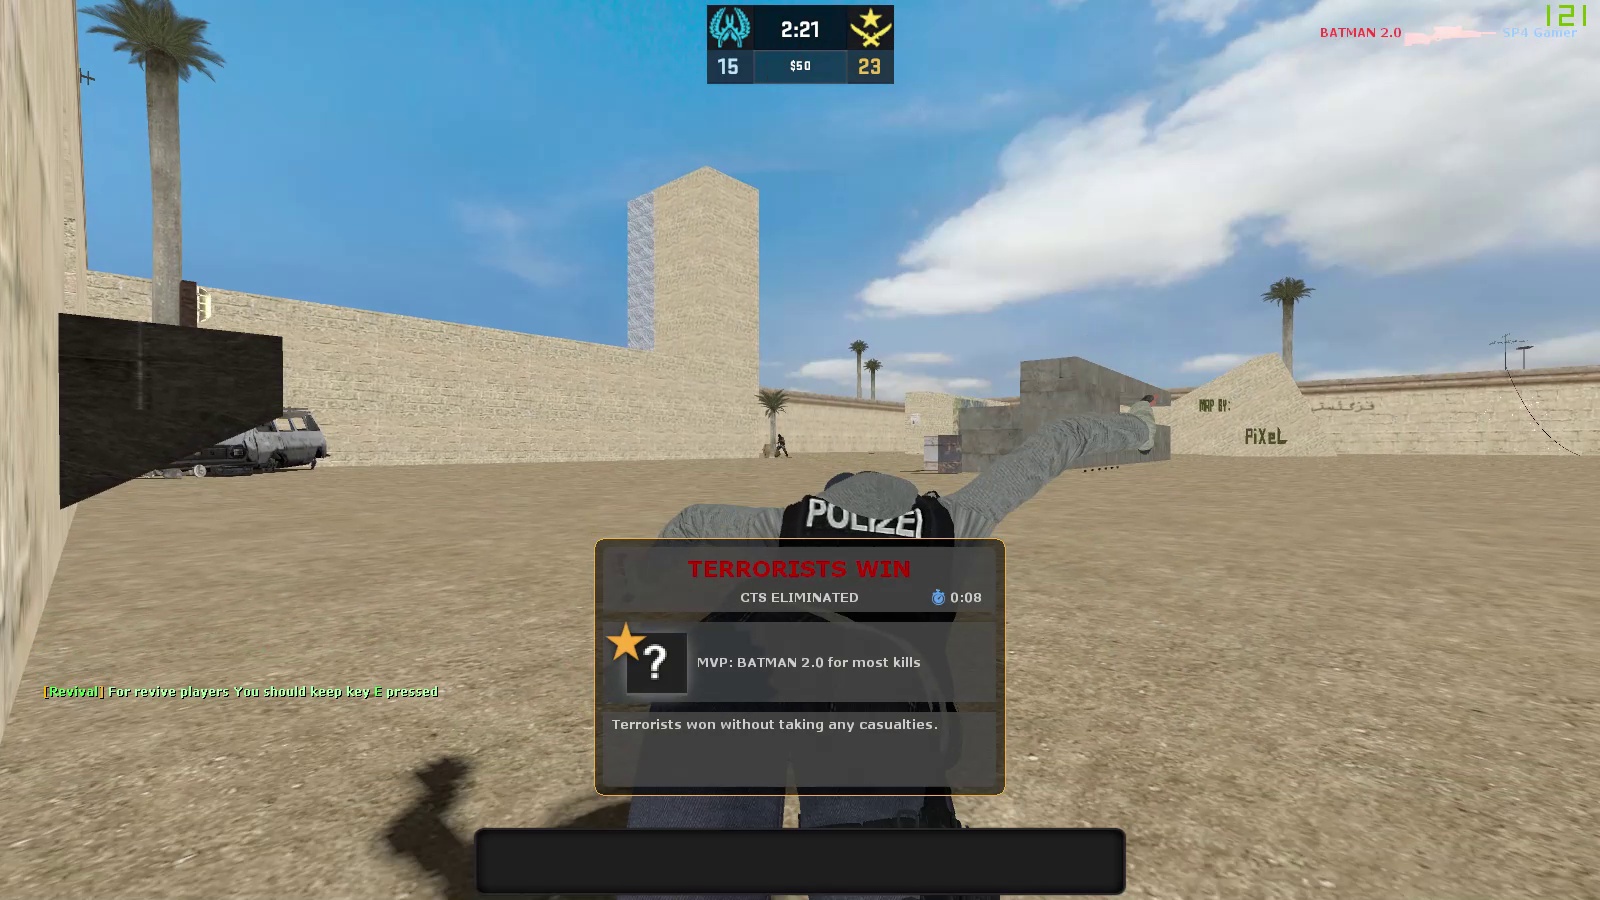 2:21
15
$50
23
121
BATMAN 2.0
SP4 Gamer
MAP BY:
PiXeL
POLIZEI
TERRORISTS WIN
CTS ELIMINATED
0:08
?
MVP: BATMAN 2.0 for most kills
[Revival] For revive players You should keep key E pressed
Terrorists won without taking any casualties.